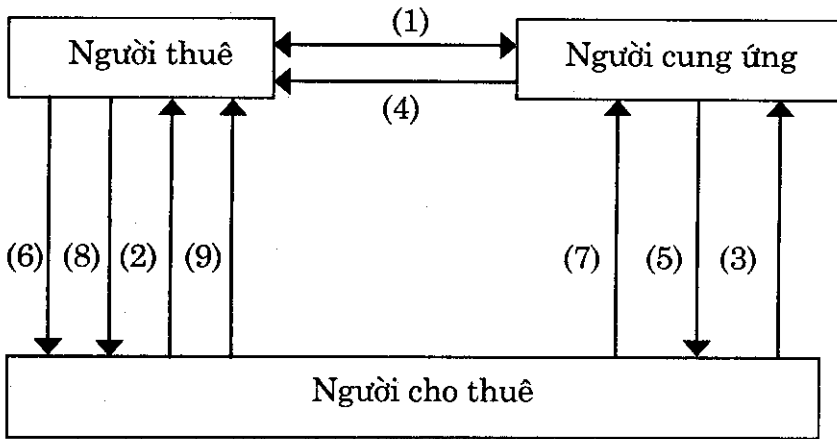 (1)
Người thuê
Người cung ứng
(4)
(6) (8) (2) (9) (7) (5) (3)
Người cho thuê